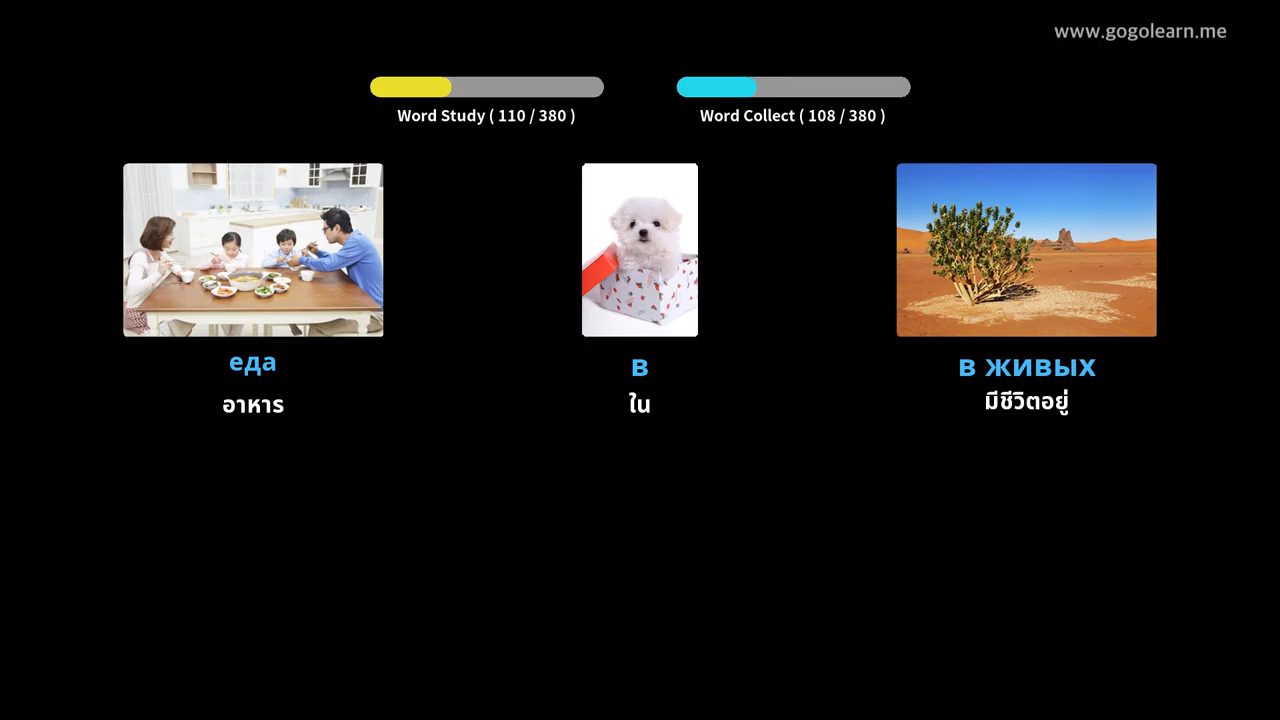 www.gogolearn.me
Word Study ( 110 / 380 )
Word Collect ( 108 / 380 )
еда
в
в живых
อาหาร
ใน
มีชีวิตอยู่